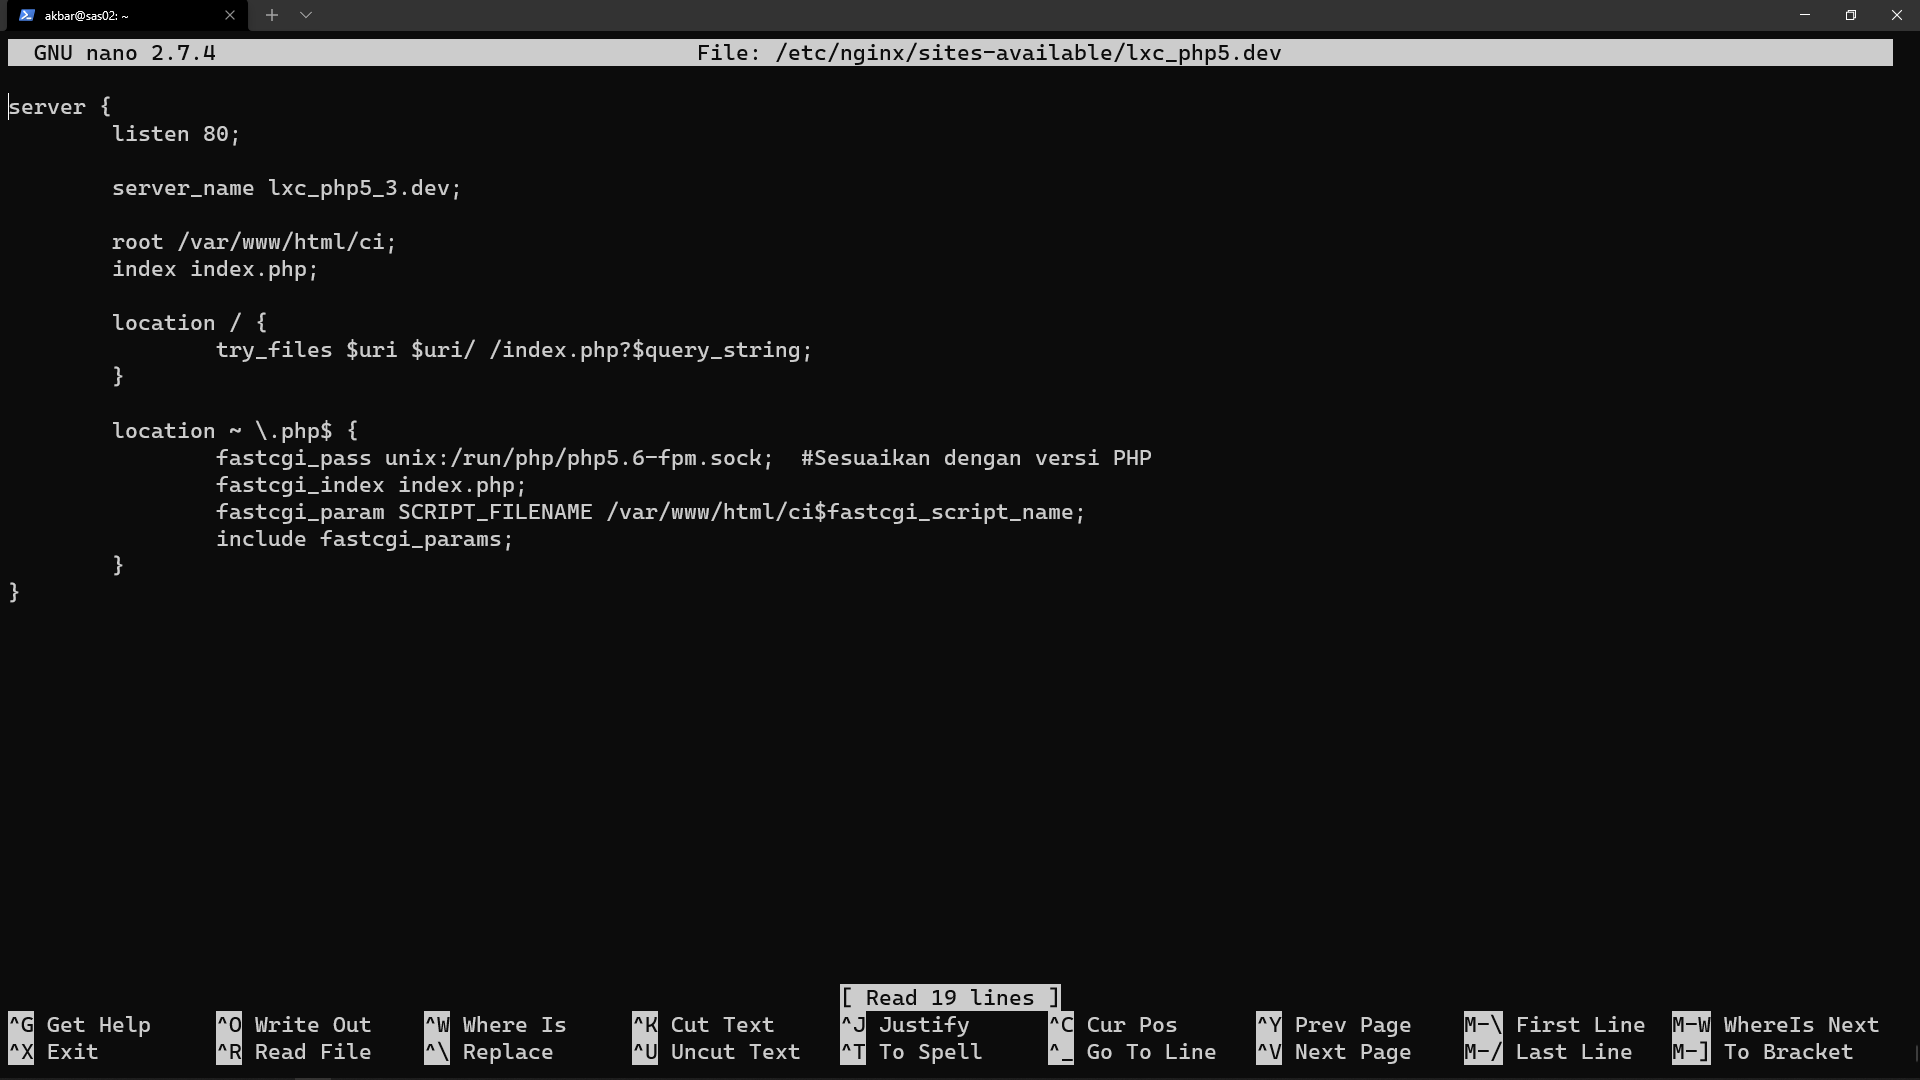 akbar@sas02: ~
GNU nano 2.7.4 File: /etc/nginx/sites-available/lxc_php5.dev
server {
listen 80;
server_name lxc_php5_3.dev;
root /var/www/html/ci;
index index.php;
location / {
try_files $uri $uri/ /index.php?$query_string;
}
location ~ \.php$ {
fastcgi_pass unix:/run/php/php5.6-fpm.sock;  #Sesuaikan dengan versi PHP
fastcgi_index index.php;
fastcgi_param SCRIPT_FILENAME /var/www/html/ci$fastcgi_script_name;
include fastcgi_params;
}
}
[ Read 19 lines ]
^G Get Help ^O Write Out ^W Where Is ^K Cut Text ^J Justify ^C Cur Pos ^Y Prev Page M-\ First Line M-W WhereIs Next
^X Exit ^R Read File ^\ Replace ^U Uncut Text ^T To Spell ^_ Go To Line ^V Next Page M-/ Last Line M-] To Bracket